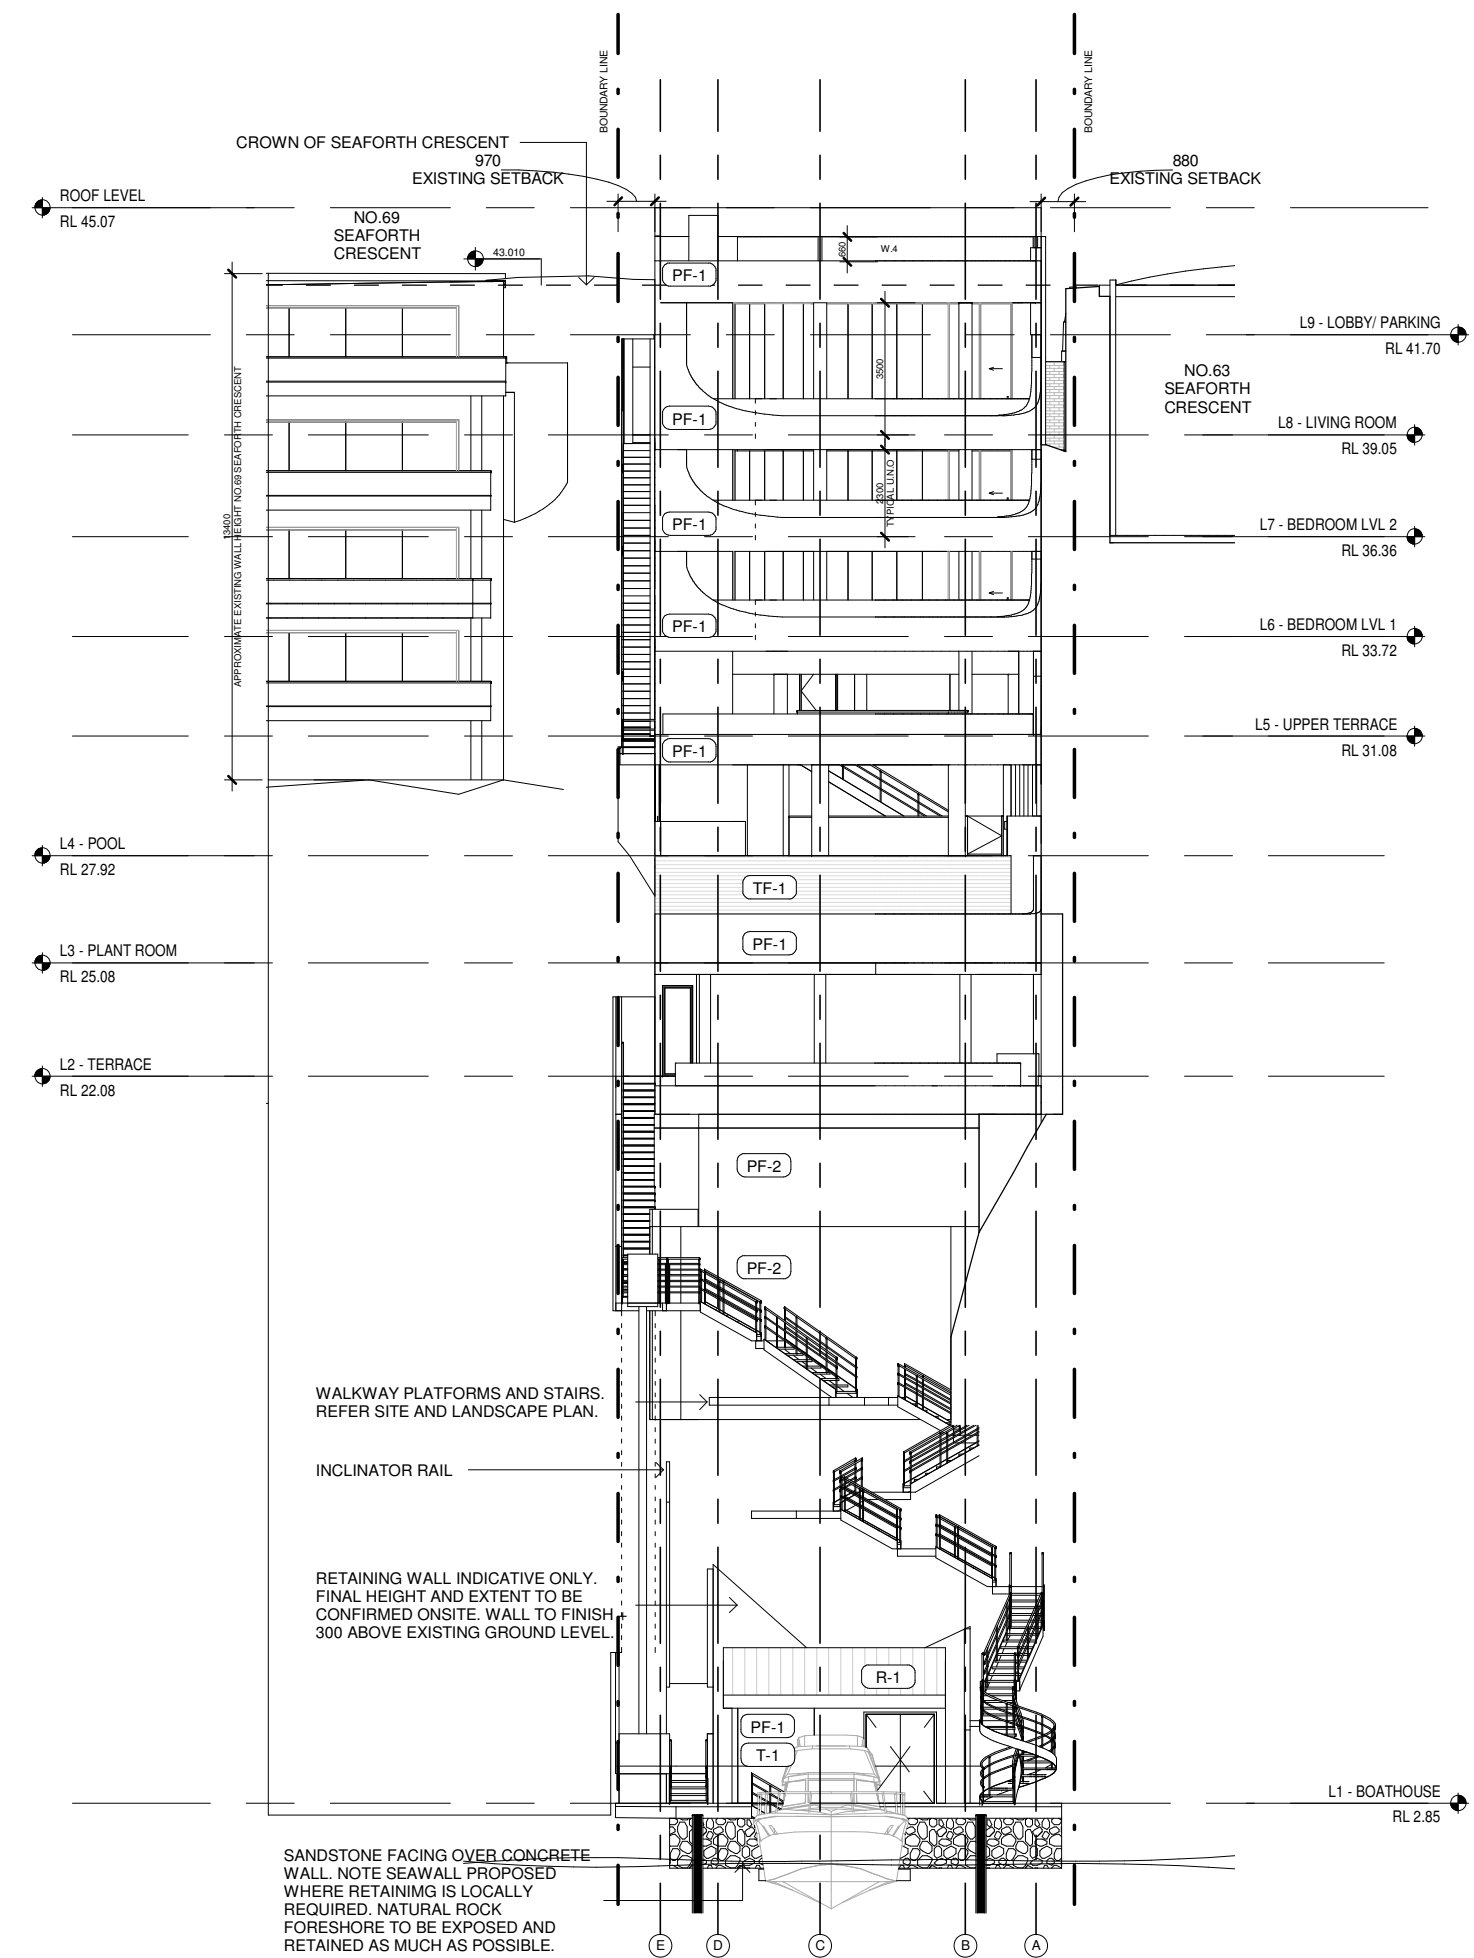 BOUNDARY LINE
BOUNDARY LINE
CROWN OF SEAFORTH CRESCENT
970
EXISTING SETBACK
880
EXISTING SETBACK
ROOF LEVEL
RL 45.07
NO.69
SEAFORTH
CRESCENT
43.010
660
W.4
PF-1
L9 - LOBBY/ PARKING
RL 41.70
3500
NO.63
SEAFORTH
CRESCENT
PF-1
L8 - LIVING ROOM
RL 39.05
13400
APPROXIMATE EXISTING WALL HEIGHT NO.69 SEAFORTH CRESCENT
2300
TYPICAL U.N.O
PF-1
L7 - BEDROOM LVL 2
RL 36.36
PF-1
L6 - BEDROOM LVL 1
RL 33.72
PF-1
L5 - UPPER TERRACE
RL 31.08
L4 - POOL
RL 27.92
TF-1
PF-1
L3 - PLANT ROOM
RL 25.08
L2 - TERRACE
RL 22.08
PF-2
PF-2
WALKWAY PLATFORMS AND STAIRS.
REFER SITE AND LANDSCAPE PLAN.
INCLINATOR RAIL
RETAINING WALL INDICATIVE ONLY.
FINAL HEIGHT AND EXTENT TO BE
CONFIRMED ONSITE. WALL TO FINISH
300 ABOVE EXISTING GROUND LEVEL.
R-1
PF-1
T-1
L1 - BOATHOUSE
RL 2.85
SANDSTONE FACING OVER CONCRETE
WALL. NOTE SEAWALL PROPOSED
WHERE RETAINIMG IS LOCALLY
REQUIRED. NATURAL ROCK
FORESHORE TO BE EXPOSED AND
RETAINED AS MUCH AS POSSIBLE.
E D C B A